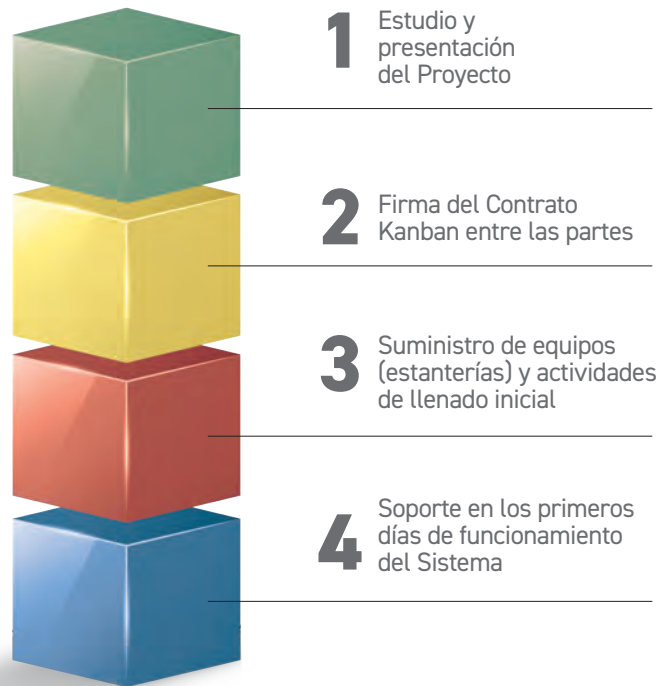 1
Estudio y
presentación
del Proyecto
2
Firma del Contrato
Kanban entre las partes
3
Suministro de equipos
(estanterías) y actividades
de llenado inicial
4
Soporte en los primeros
días de funcionamiento
del Sistema